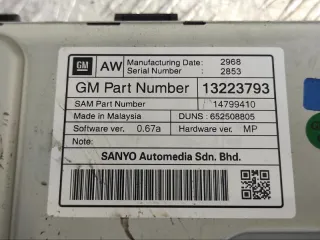 GM AW Manufacturing Date: 2968
Serial Number : 2853
GM Part Number 13223793
SAM Part Number 14799410
Made in Malaysia DUNS : 652508805
Software ver. 0.67a Hardware ver. MP
Note:
SANYO Automedia Sdn. Bhd.